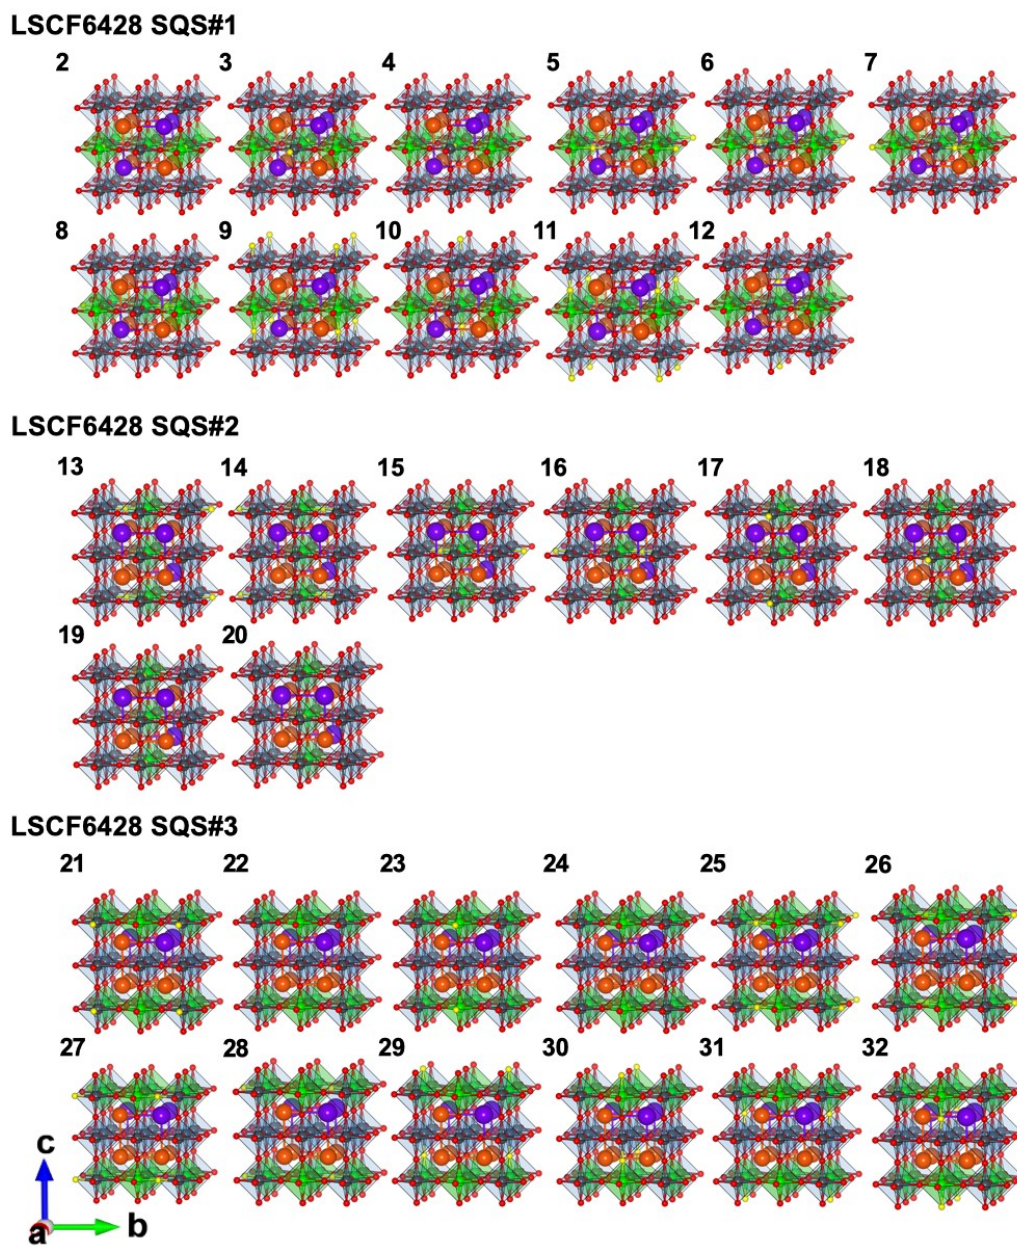 LSCF6428 SQS#1
2 3 4 5 6 7
8 9 10 11 12
LSCF6428 SQS#2
13 14 15 16 17 18
19 20
LSCF6428 SQS#3
21 22 23 24 25 26
27 28 29 30 31 32
c
a b